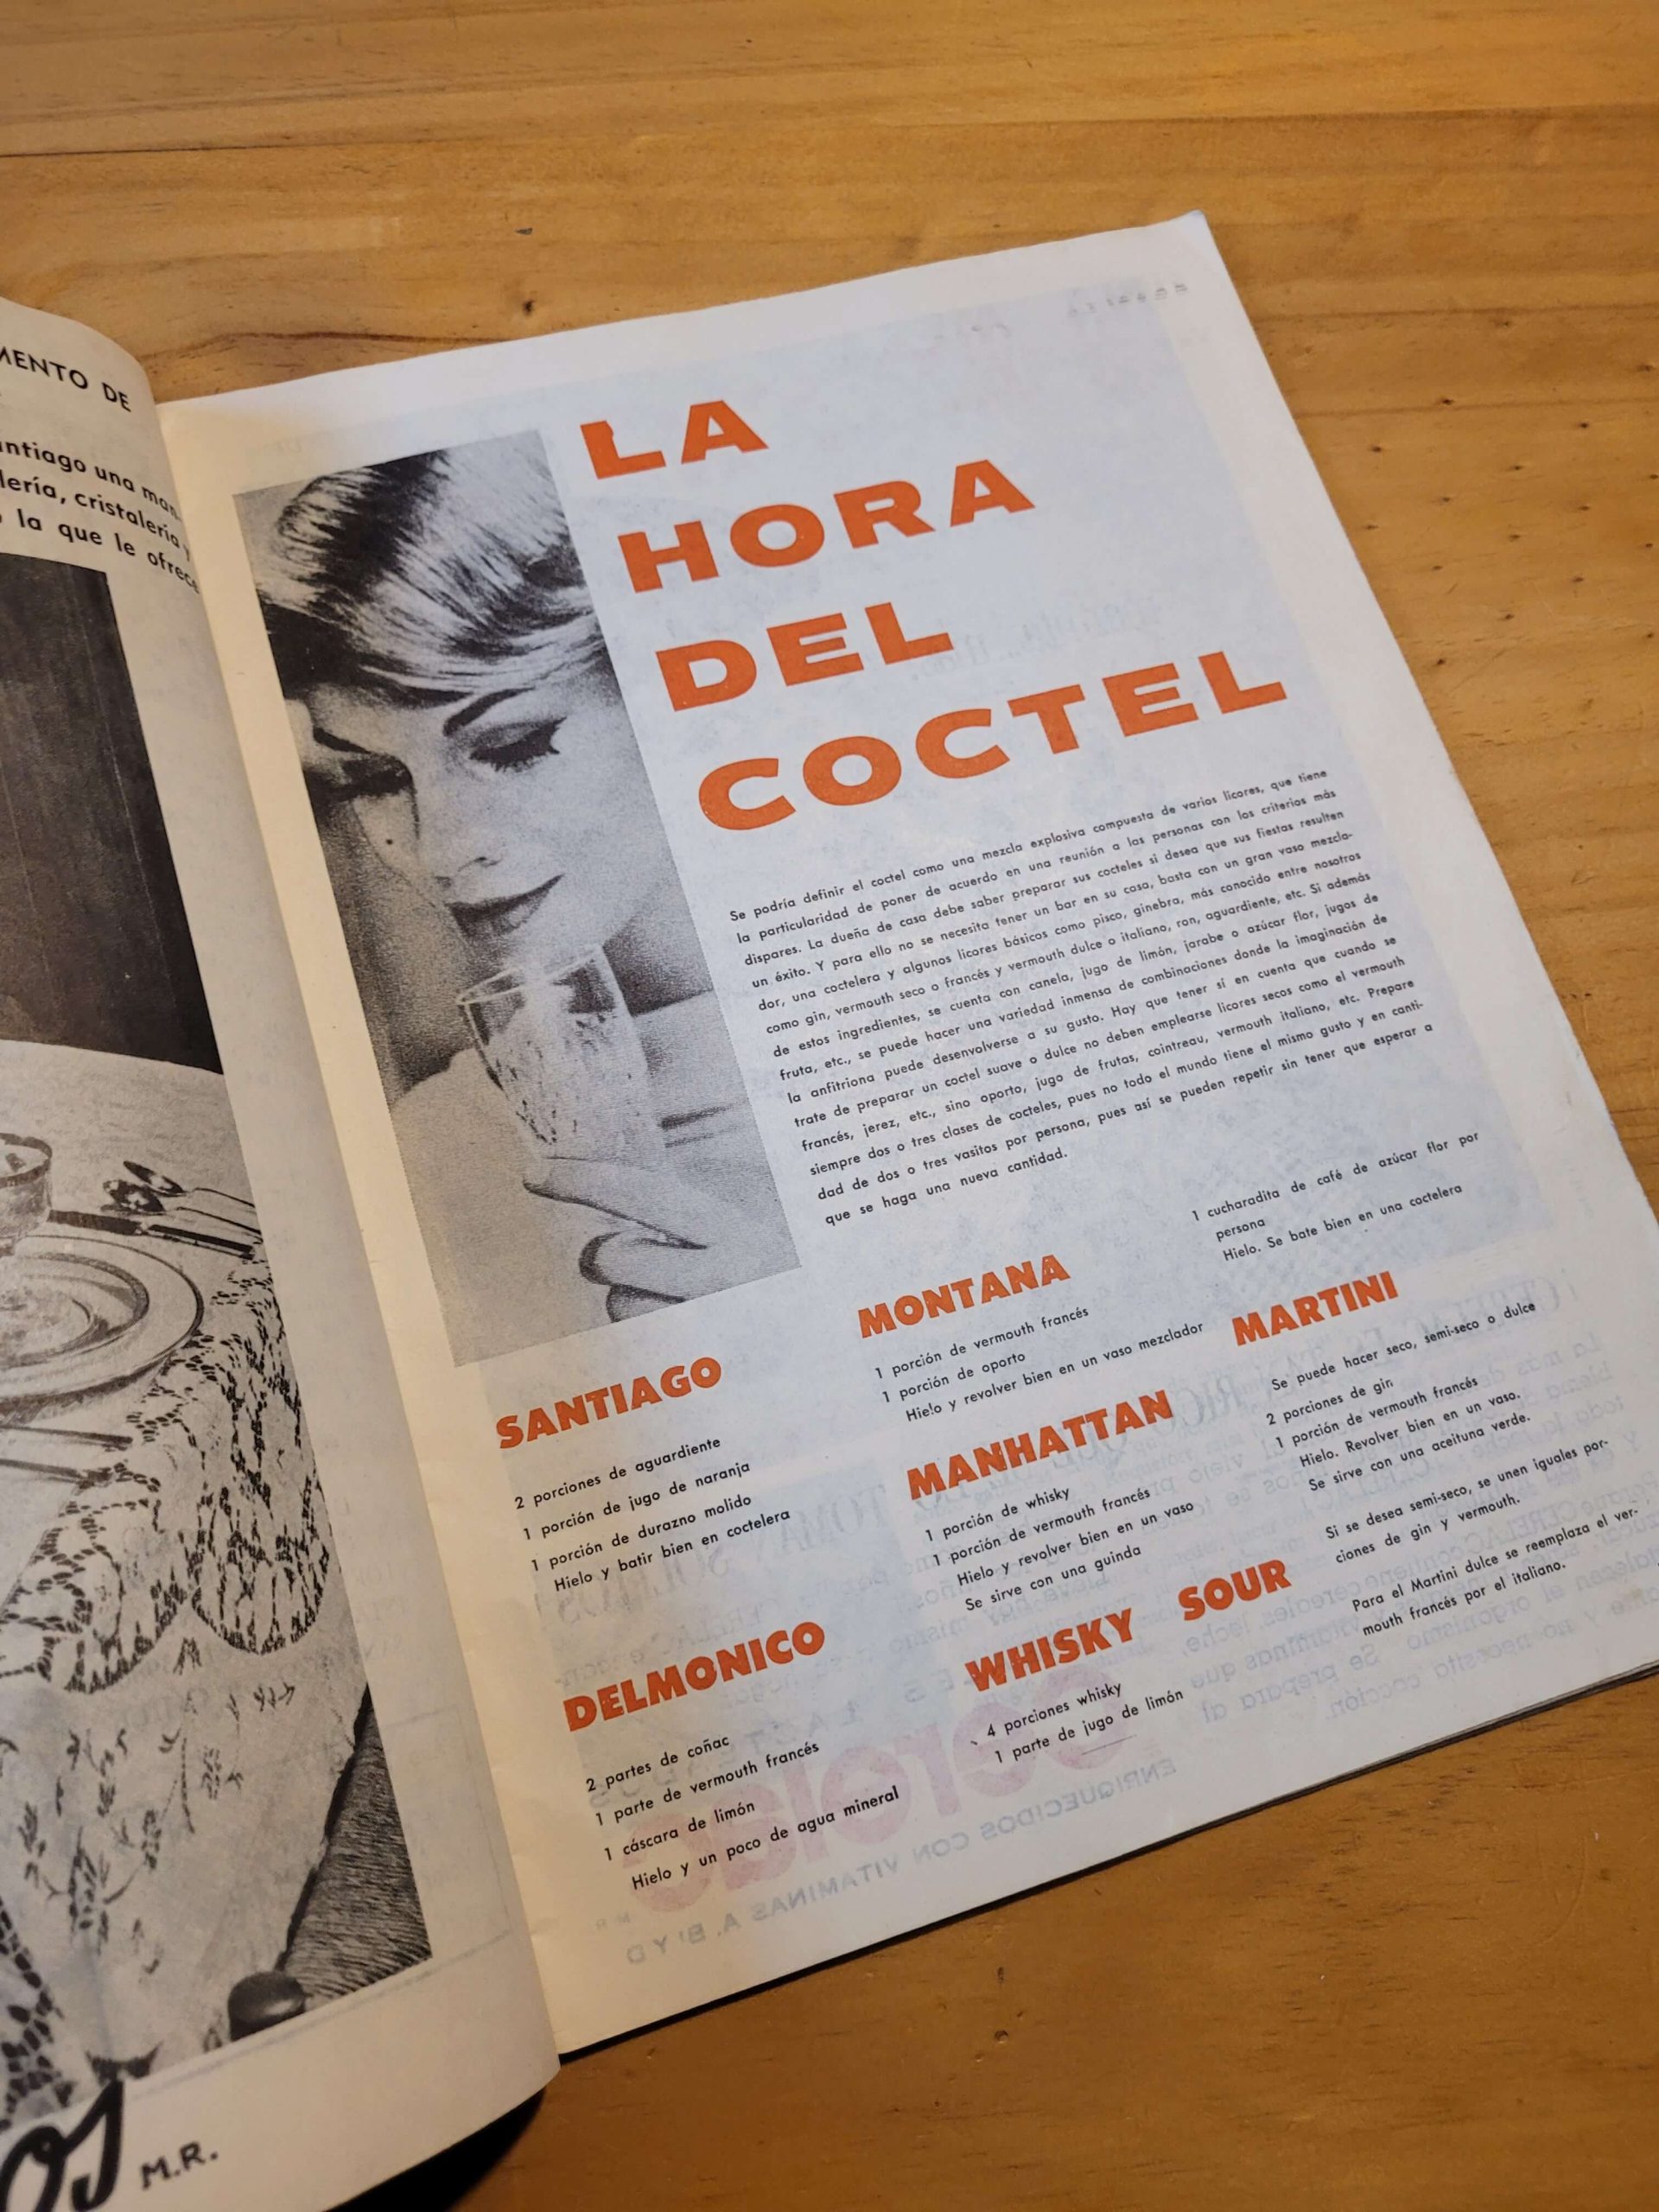 MENTO DE
ntiago una man
lería, cristalería y
la que le ofrece
OS M.R.
LA
HORA
DEL
COCTEL
Se podría definir el coctel como una mezcla explosiva compuesta de varios licores, que tiene
la particularidad de poner de acuerdo en una reunión a las personas con los criterios más
dispares. La dueña de casa debe saber preparar sus cocteles si desea que sus fiestas resulten
un éxito. Y para ello no se necesita tener un bar en su casa, basta con un gran vaso mezcla-
dor, una coctelera y algunos licores básicos como pisco, ginebra, más conocido entre nosotros
como gin, vermouth seco o francés y vermouth dulce o italiano, ron, aguardiente, etc. Si además
de estos ingredientes, se cuenta con canela, jugo de limón, jarabe o azúcar flor, jugos de
fruta, etc., se puede hacer una variedad inmensa de combinaciones donde la imaginación de
la anfitriona puede desenvolverse a su gusto. Hay que tener sí en cuenta que cuando se
trate de preparar un coctel suave o dulce no deben emplearse licores secos como el vermouth
francés, jerez, etc., sino oporto, jugo de frutas, cointreau, vermouth italiano, etc. Prepare
siempre dos o tres clases de cocteles, pues no todo el mundo tiene el mismo gusto y en canti-
dad de dos o tres vasitos por persona, pues así se pueden repetir sin tener que esperar a
que se haga una nueva cantidad.
SANTIAGO
2 porciones de aguardiente
1 porción de jugo de naranja
1 porción de durazno molido
Hielo y batir bien en coctelera
DELMONICO
2 partes de coñac
1 parte de vermouth francés
1 cáscara de limón
Hielo y un poco de agua mineral
MONTANA
1 porción de vermouth francés
1 porción de oporto
Hielo y revolver bien en un vaso mezclador
MANHATTAN
1 porción de whisky
1 porción de vermouth francés
Hielo y revolver bien en un vaso
Se sirve con una guinda
WHISKY SOUR
4 porciones whisky
1 parte de jugo de limón
1 cucharadita de café de azúcar flor por
persona
Hielo. Se bate bien en una coctelera
MARTINI
Se puede hacer seco, semi-seco o dulce
2 porciones de gin
1 porción de vermouth francés
Hielo. Revolver bien en un vaso.
Se sirve con una aceituna verde.
Si se desea semi-seco, se unen iguales por-
ciones de gin y vermouth.
Para el Martini dulce se reemplaza el ver-
mouth francés por el italiano.